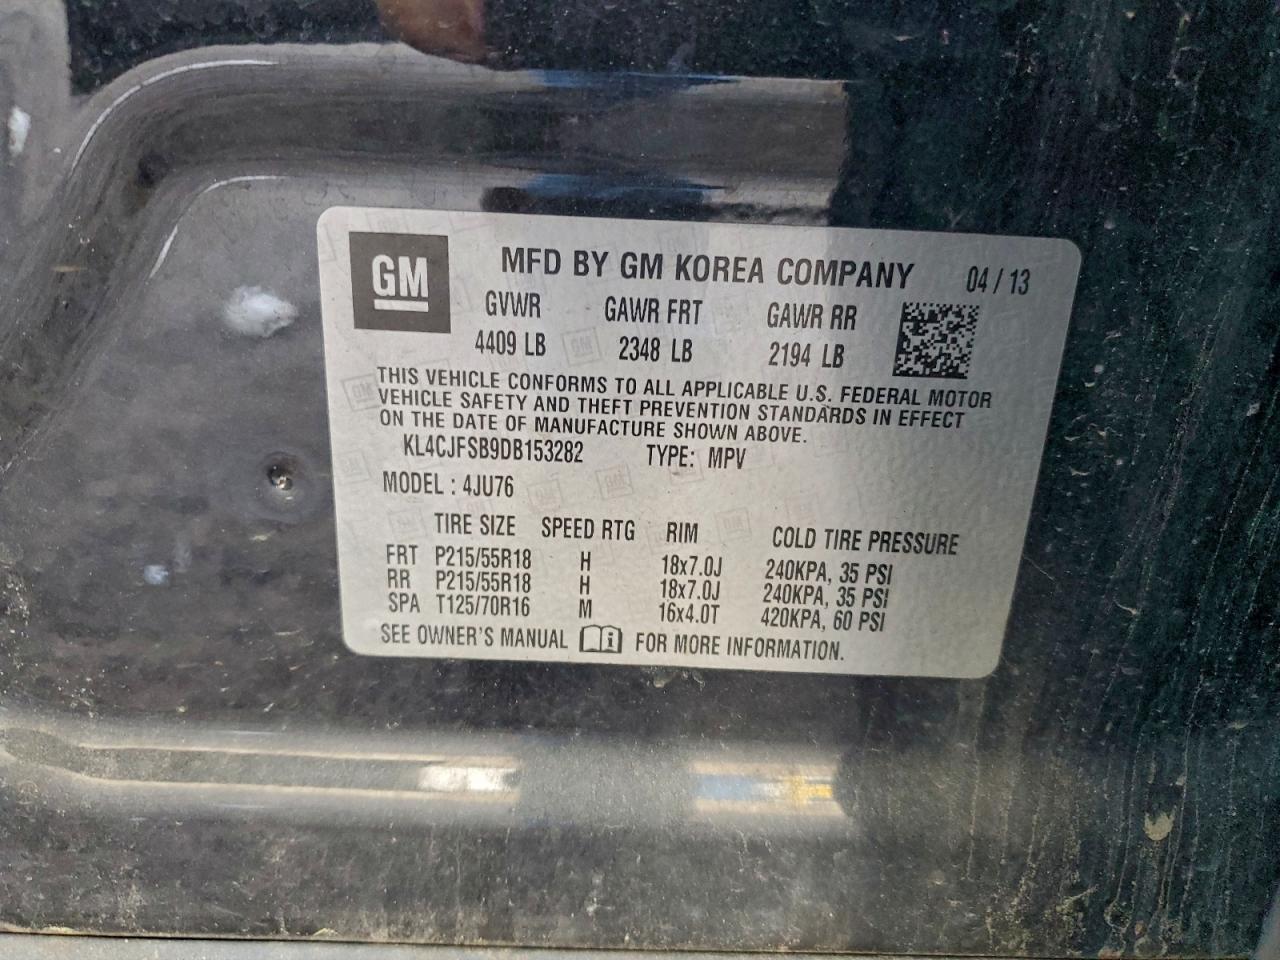 GM
MFD BY GM KOREA COMPANY 04 / 13
GVWR GAWR FRT GAWR RR
4409 LB 2348 LB 2194 LB
THIS VEHICLE CONFORMS TO ALL APPLICABLE U.S. FEDERAL MOTOR
VEHICLE SAFETY AND THEFT PREVENTION STANDARDS IN EFFECT
ON THE DATE OF MANUFACTURE SHOWN ABOVE.
KL4CJFSB9DB153282 TYPE: MPV
MODEL : 4JU76
TIRE SIZE SPEED RTG RIM COLD TIRE PRESSURE
FRT P215/55R18 H 18x7.0J 240KPA, 35 PSI
RR P215/55R18 H 18x7.0J 240KPA, 35 PSI
SPA T125/70R16 M 16x4.0T 420KPA, 60 PSI
SEE OWNER'S MANUAL FOR MORE INFORMATION.